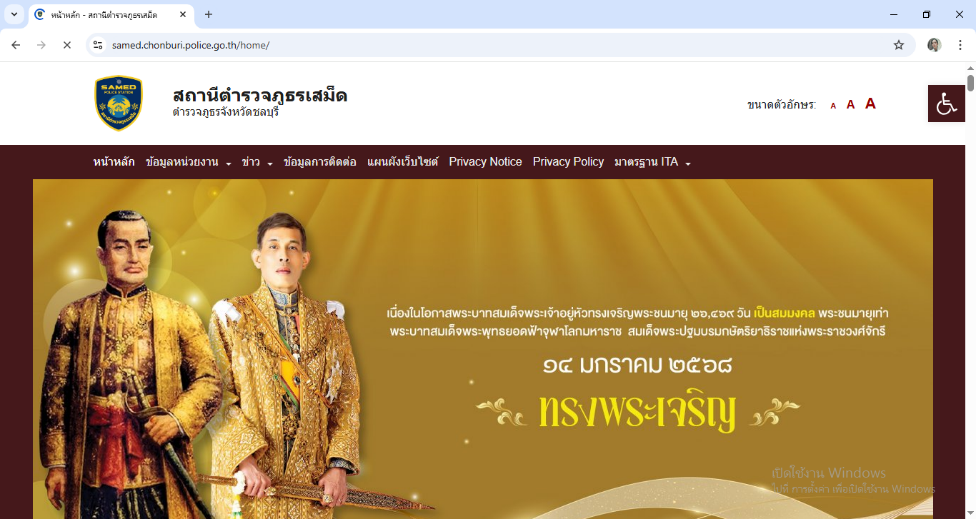 หน้าหลัก - สถานีตำรวจภูธรเสม็ด
samed.chonburi.police.go.th/home/
SAMED
POLICE STATION
สถานีตำรวจภูธรเสม็ด
สถานีตำรวจภูธรเสม็ด
ตำรวจภูธรจังหวัดชลบุรี
ขนาดตัวอักษร: A A A
หน้าหลัก ข้อมูลหน่วยงาน ข่าว ข้อมูลการติดต่อ แผนผังเว็บไซต์ Privacy Notice Privacy Policy มาตรฐาน ITA
เนื่องในโอกาสพระบาทสมเด็จพระเจ้าอยู่หัวทรงเจริญพระชนมายุ ๒๖,๔๖๙ วัน เป็นสมมงคล พระชนมายุเท่า
พระบาทสมเด็จพระพุทธยอดฟ้าจุฬาโลกมหาราช สมเด็จพระปฐมบรมกษัตริยาธิราชแห่งพระราชวงศ์จักรี
๑๔ มกราคม ๒๕๖๘
ทรงพระเจริญ
เปิดใช้งาน Windows
ไปที่ การตั้งค่า เพื่อเปิดใช้งาน Windows